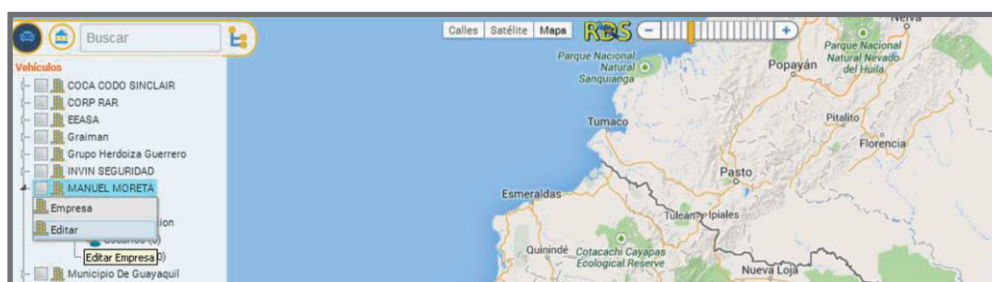 Buscar
Calles Satélite Mapa
RDS
Vehículos
COCA CODO SINCLAIR
CORP RAR
EEASA
Graiman
Grupo Herdoiza Guerrero
INVIN SEGURIDAD
MANUEL MORETA
Empresa
Editar
Editar Empresa
Municipio De Guayaquil
Neiva
Parque Nacional
Natural
Sanquianga
Popayán
Parque Nacional
Natural Nevado
del Huila
Tumaco
Pitalito
Florencia
Pasto
Esmeraldas
Tulcán
Ipiales
Quinindé
Cotacachi Cayapas
Ecological Reserve
Nueva Loja